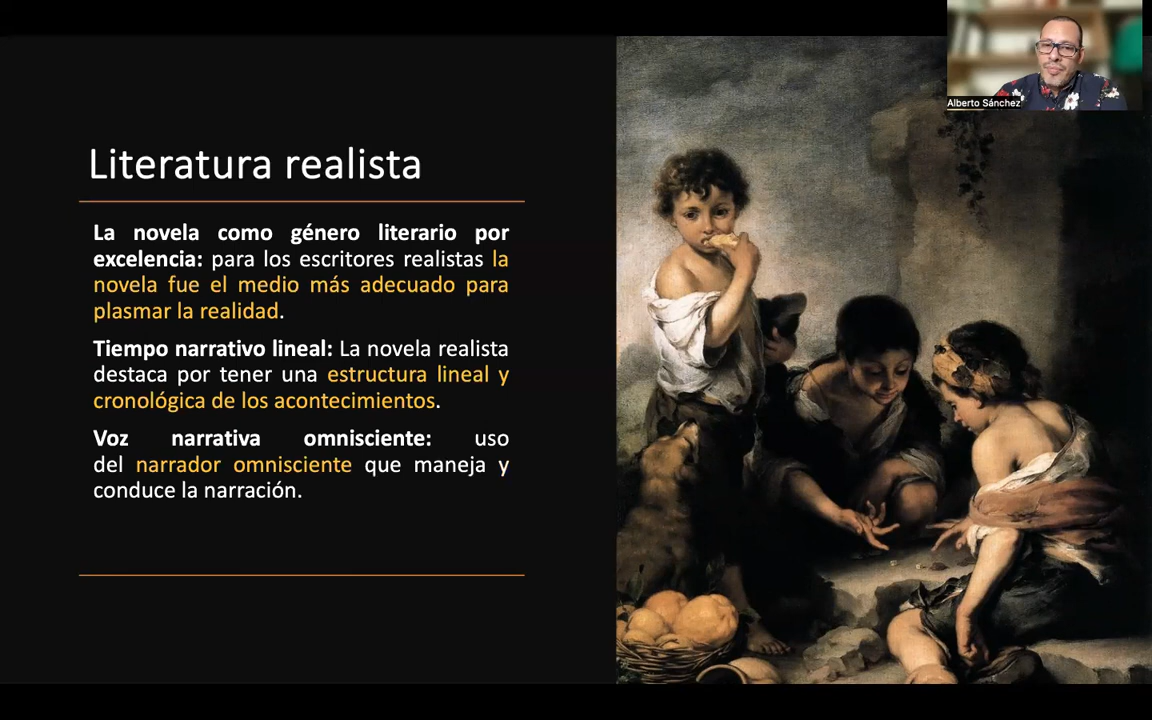 Alberto Sánchez
Literatura realista
La novela como género literario por
excelencia: para los escritores realistas la
novela fue el medio más adecuado para
plasmar la realidad.
Tiempo narrativo lineal: La novela realista
destaca por tener una estructura lineal y
cronológica de los acontecimientos.
Voz narrativa omnisciente: uso
del narrador omnisciente que maneja y
conduce la narración.